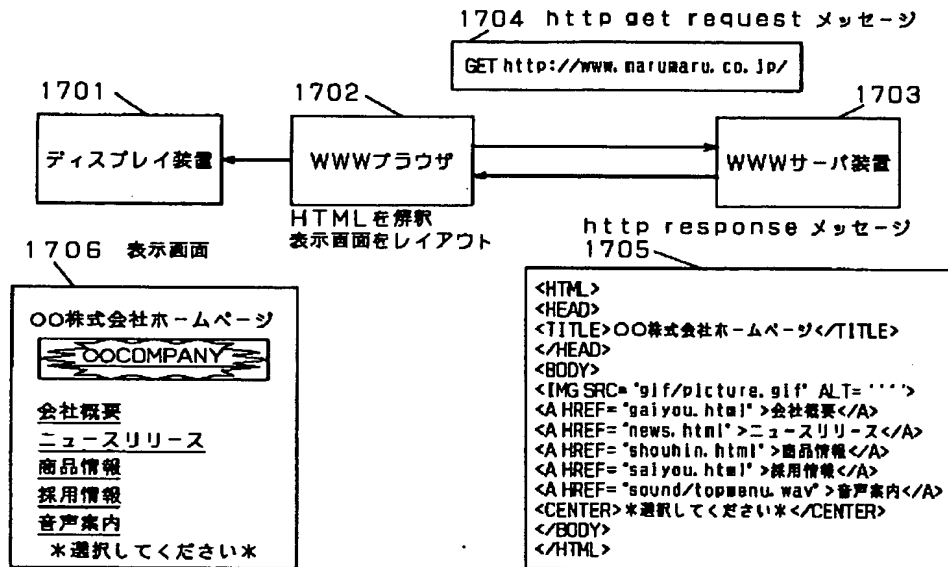 1704 http get request メッセージ
GET http://www.marumaru.co.jp/
1701
1702
1703
ディスプレイ装置
WWWブラウザ
WWWサーバ装置
HTMLを解釈
表示画面をレイアウト
http response メッセージ
1705
1706 表示画面
〇〇株式会社ホームページ
〇〇COMPANY
会社概要
ニュースリリース
商品情報
採用情報
音声案内
＊選択してください＊
<HTML>
<HEAD>
<TITLE>〇〇株式会社ホームページ</TITLE>
</HEAD>
<BODY>
<IMG SRC="gif/picture.gif" ALT="''">
<A HREF="gaiyou.html">会社概要</A>
<A HREF="news.html">ニュースリリース</A>
<A HREF="shouhin.html">商品情報</A>
<A HREF="saiyou.html">採用情報</A>
<A HREF="sound/topmenu.wav">音声案内</A>
<CENTER>＊選択してください＊</CENTER>
</BODY>
</HTML>